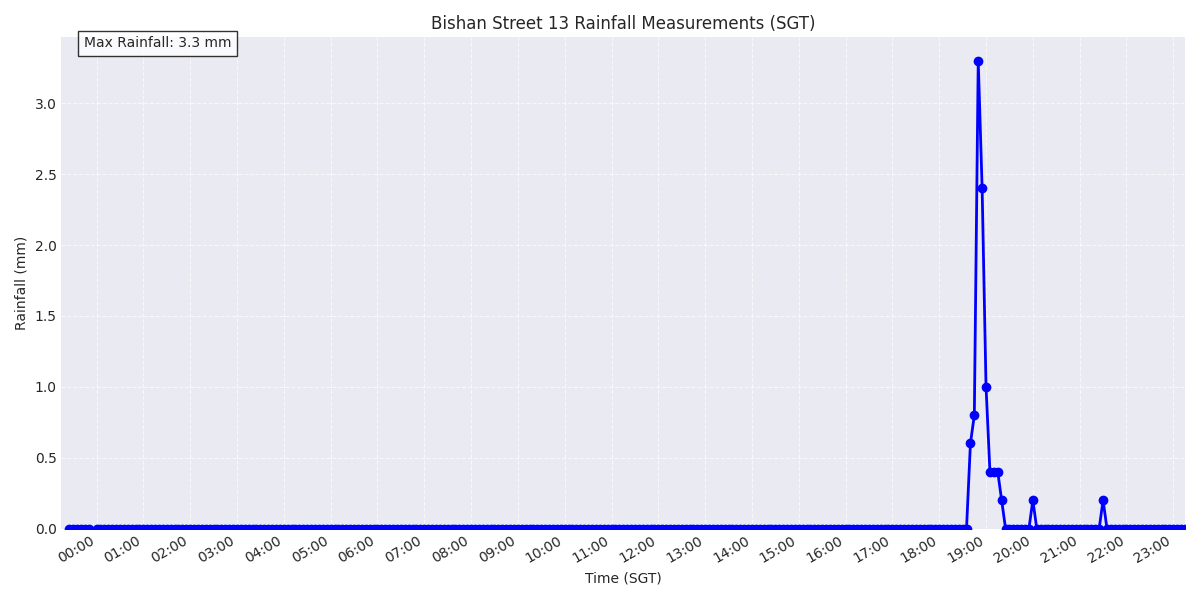 Bishan Street 13 Rainfall Measurements (SGT)
Max Rainfall: 3.3 mm
Rainfall (mm)
3.0
2.5
2.0
1.5
1.0
0.5
0.0
00:00 01:00 02:00 03:00 04:00 05:00 06:00 07:00 08:00 09:00 10:00 11:00 12:00 13:00 14:00 15:00 16:00 17:00 18:00 19:00 20:00 21:00 22:00 23:00
Time (SGT)